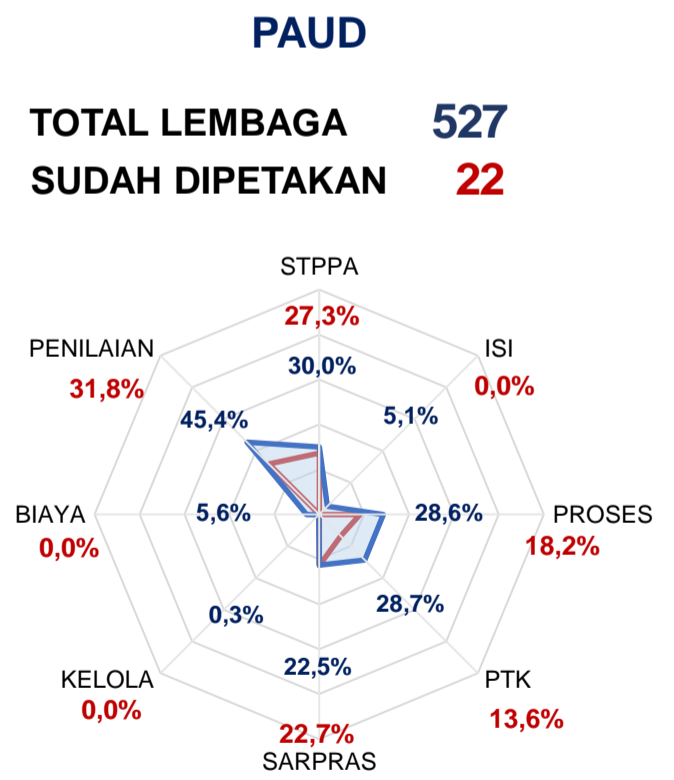 PAUD
TOTAL LEMBAGA 527
SUDAH DIPETAKAN 22
STPPA
27,3%
30,0%
PENILAIAN
31,8%
45,4%
ISI
0,0%
5,1%
BIAYA
0,0%
5,6%
28,6%
PROSES
18,2%
0,3%
28,7%
22,5%
KELOLA
0,0%
PTK
13,6%
22,7%
SARPRAS